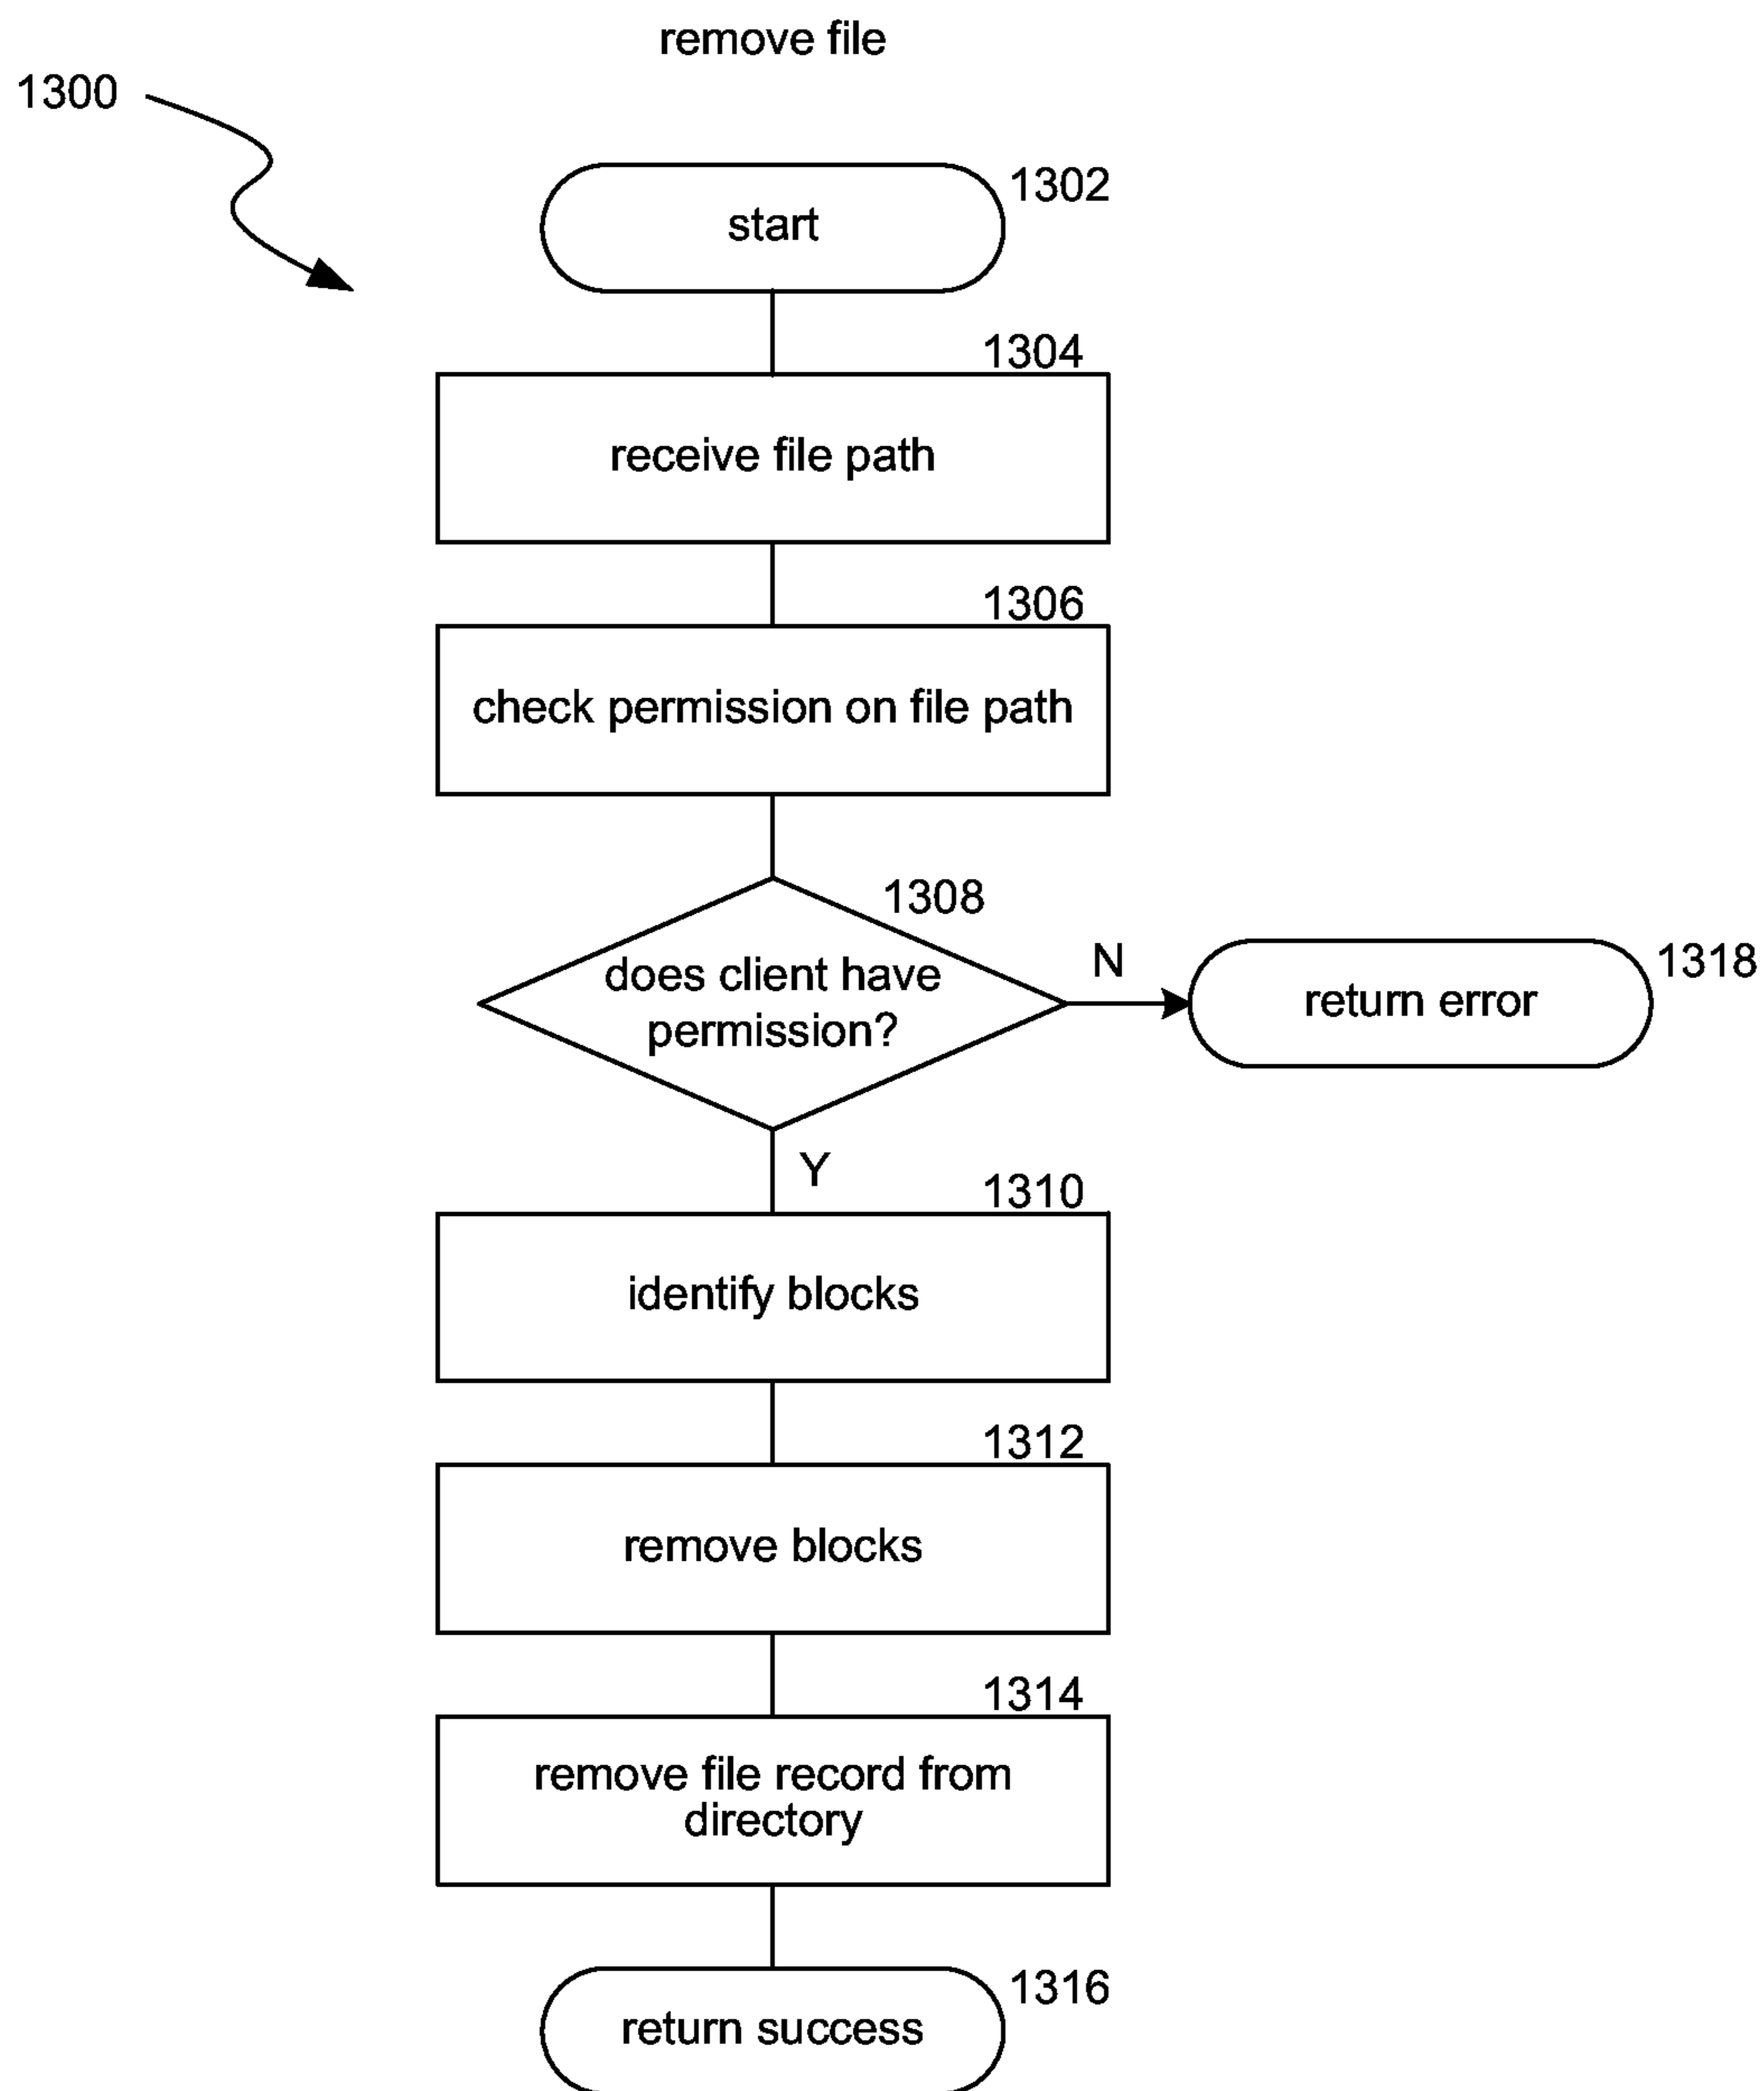 remove file
1300
1302
start
1304
receive file path
1306
check permission on file path
1308
does client have
permission?
N
1318
return error
Y
1310
identify blocks
1312
remove blocks
1314
remove file record from
directory
1316
return success